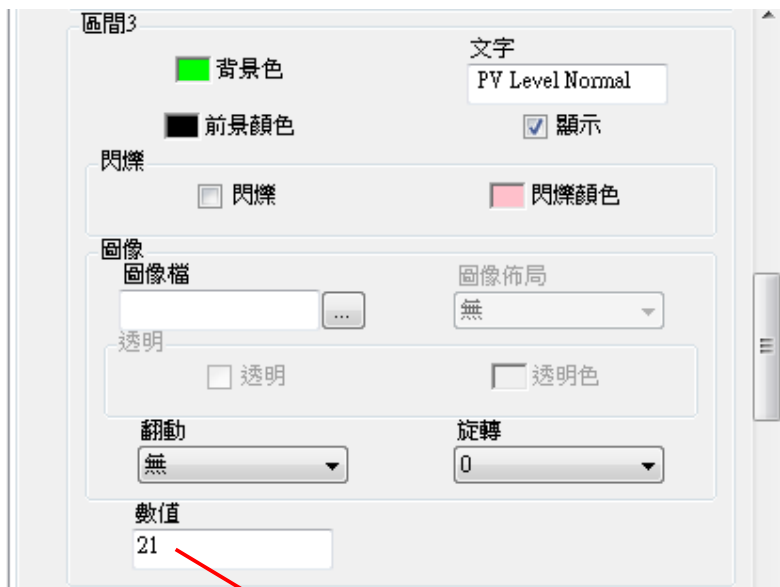 區間3
背景色
文字
PV Level Normal
前景顏色
顯示
閃爍
閃爍
閃爍顏色
圖像
圖像檔
...
圖像佈局
無
透明
透明
透明色
翻動
無
旋轉
0
數值
21